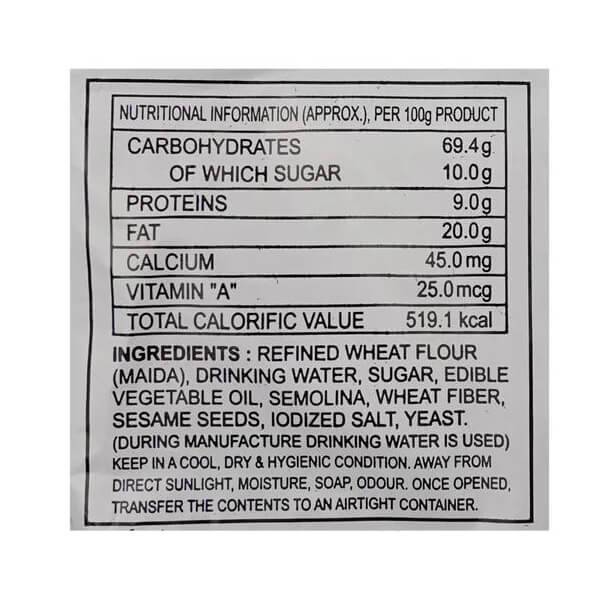 NUTRITIONAL INFORMATION (APPROX.), PER 100g PRODUCT
CARBOHYDRATES 69.4g
OF WHICH SUGAR 10.0g
PROTEINS 9.0g
FAT 20.0g
CALCIUM 45.0mg
VITAMIN "A" 25.0mcg
TOTAL CALORIFIC VALUE 519.1 kcal
INGREDIENTS : REFINED WHEAT FLOUR
(MAIDA), DRINKING WATER, SUGAR, EDIBLE
VEGETABLE OIL, SEMOLINA, WHEAT FIBER,
SESAME SEEDS, IODIZED SALT, YEAST.
(DURING MANUFACTURE DRINKING WATER IS USED)
KEEP IN A COOL, DRY & HYGIENIC CONDITION. AWAY FROM
DIRECT SUNLIGHT, MOISTURE, SOAP, ODOUR. ONCE OPENED,
TRANSFER THE CONTENTS TO AN AIRTIGHT CONTAINER.